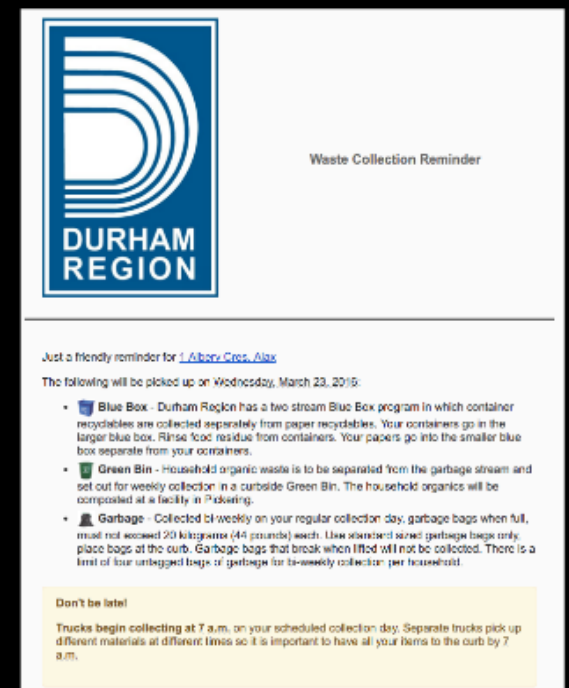 DURHAM
REGION
Waste Collection Reminder
Just a friendly reminder for 1 Albery Cres, Ajax
The following will be picked up on Wednesday, March 23, 2016:
• Blue Box - Durham Region has a two stream Blue Box program in which container
recyclables are collected separately from paper recyclables. Your containers go in the
larger blue box. Rinse food residue from containers. Your papers go into the smaller blue
box separate from your containers.
• Green Bin - Household organic waste is to be separated from the garbage stream and
set out for weekly collection in a curbside Green Bin. The household organics will be
composted at a facility in Pickering.
• Garbage - Collected bi-weekly on your regular collection day, garbage bags when full,
must not exceed 20 kilograms (44 pounds) each. Use standard sized garbage bags only,
place bags at the curb. Garbage bags that break when lifted will not be collected. There is a
limit of four untagged bags of garbage for bi-weekly collection per household.
Don't be late!
Trucks begin collecting at 7 a.m. on your scheduled collection day. Separate trucks pick up
different materials at different times so it is important to have all your items to the curb by 7
a.m.